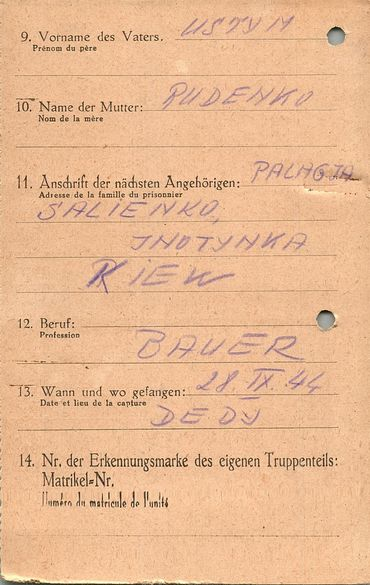 9. Vorname des Vaters. USTYM
Prénom du père
10. Name der Mutter: RUDENKO
Nom de la mère
11. Anschrift der nächsten Angehörigen: PALAGJA
Adresse de la famille du prisonnier
SALIENKO,
JNOTYNKA
KIEW
12. Beruf:
Profession
BAUER
13. Wann und wo gefangen: 28. IX. 44
Date et lieu de la capture
DEDJ
14. Nr. der Erkennungsmarke des eigenen Truppenteils:
Matrikel=Nr.
Numéro du matricule de l'unité